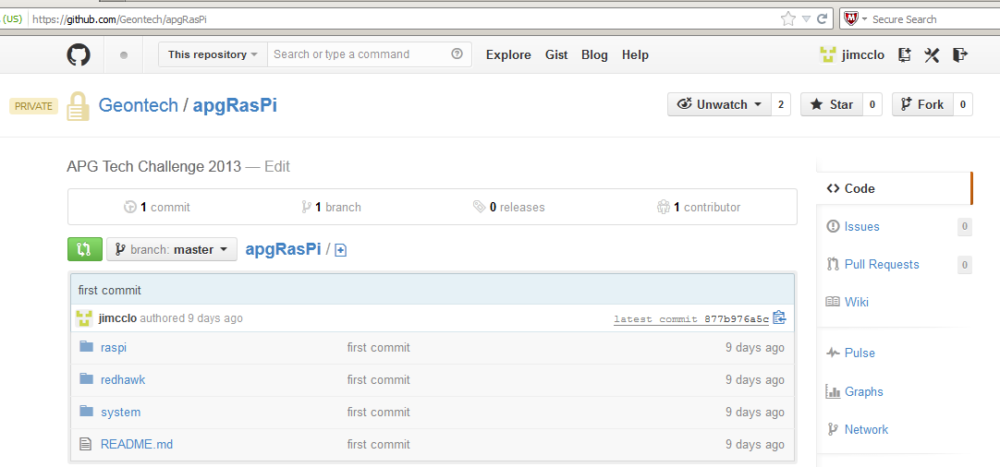 (US) https://github.com/Geontech/apgRasPi Secure Search
This repository Search or type a command Explore Gist Blog Help jimcclo
PRIVATE Geontech / apgRasPi Unwatch 2 Star 0 Fork 0
APG Tech Challenge 2013 — Edit
1 commit 1 branch 0 releases 1 contributor
branch: master apgRasPi /
first commit
jimcclo authored 9 days ago latest commit 877b976a5c
raspi first commit 9 days ago
redhawk first commit 9 days ago
system first commit 9 days ago
README.md first commit 9 days ago
Code
Issues 0
Pull Requests 0
Wiki
Pulse
Graphs
Network